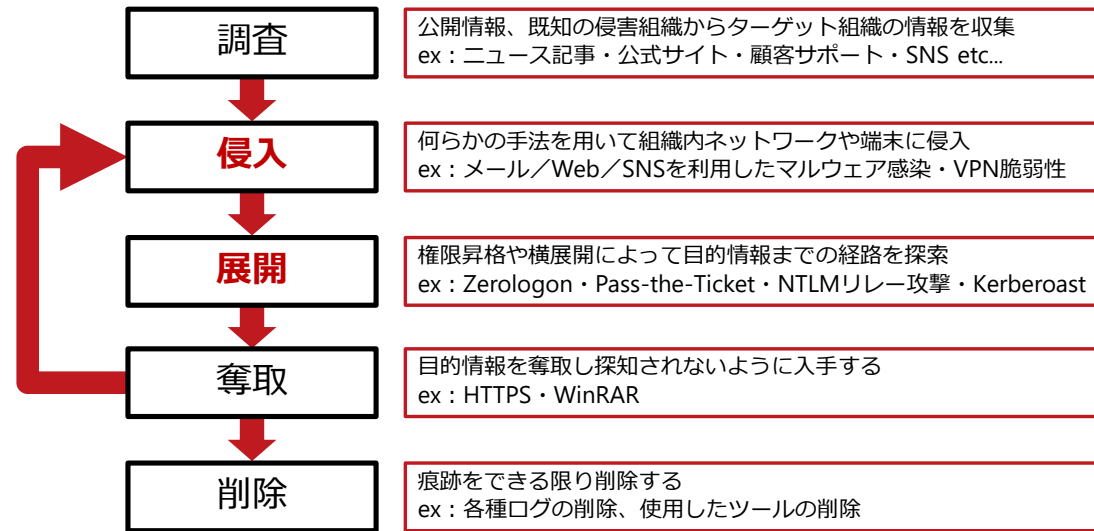 調査
公開情報、既知の侵害組織からターゲット組織の情報を収集
ex：ニュース記事・公式サイト・顧客サポート・SNS etc...
侵入
何らかの手法を用いて組織内ネットワークや端末に侵入
ex：メール／Web／SNSを利用したマルウェア感染・VPN脆弱性
展開
権限昇格や横展開によって目的情報までの経路を探索
ex：Zerologon・Pass-the-Ticket・NTLMリレー攻撃・Kerberoast
奪取
目的情報を奪取し探知されないように入手する
ex：HTTPS・WinRAR
削除
痕跡をできる限り削除する
ex：各種ログの削除、使用したツールの削除